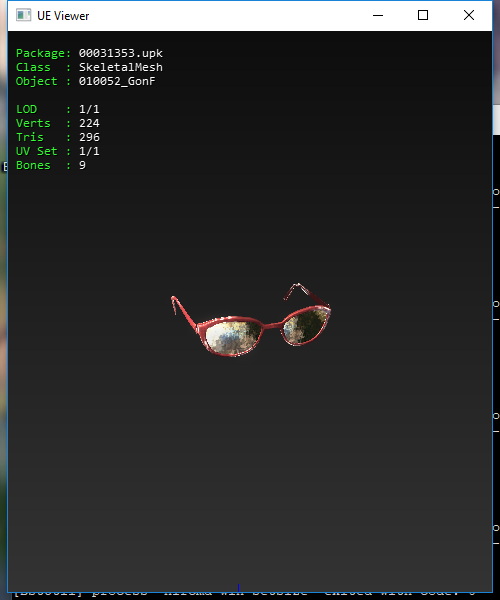 UE Viewer
Package: 00031353.upk
Class : SkeletalMesh
Object : 010052_GonF
LOD : 1/1
Verts : 224
Tris : 296
UV Set : 1/1
Bones : 9